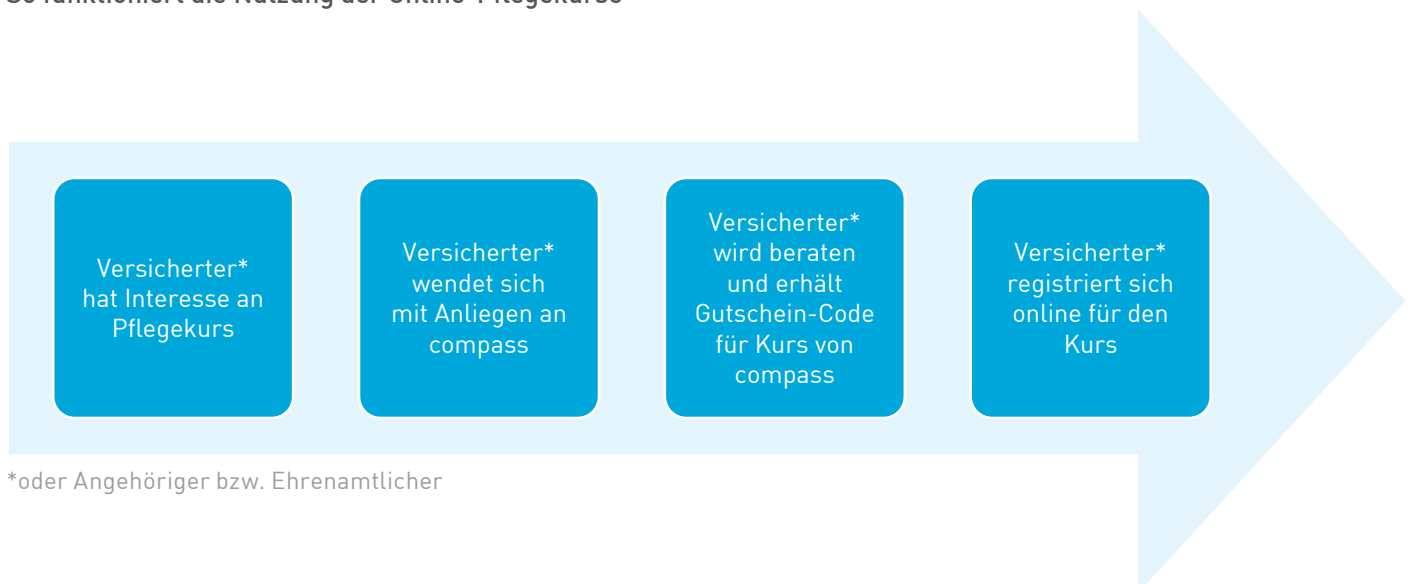 So funktioniert die Nutzung der Online-Pflegekurse
Versicherter*
hat Interesse an
Pflegekurs
Versicherter*
wendet sich
mit Anliegen an
compass
Versicherter*
wird beraten
und erhält
Gutschein-Code
für Kurs von
compass
Versicherter*
registriert sich
online für den
Kurs
*oder Angehöriger bzw. Ehrenamtlicher